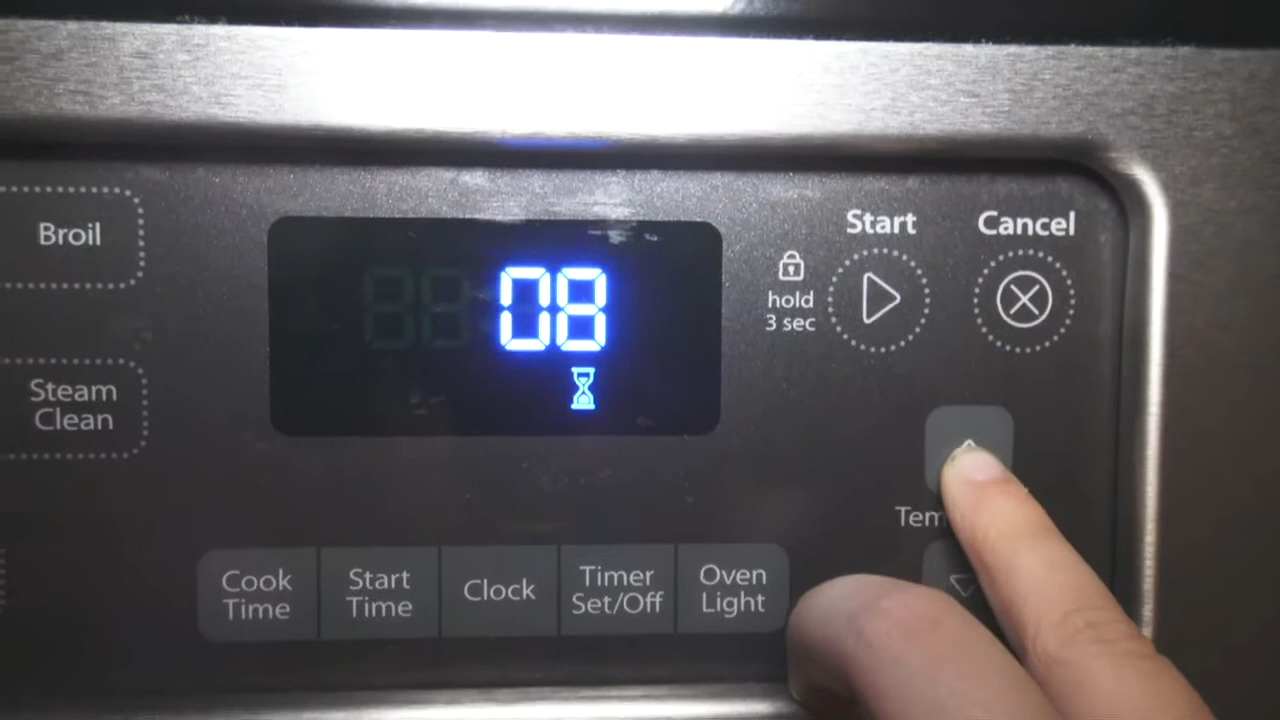 Broil
Steam
Clean
08
hold
3 sec
Start
Cancel
Cook
Time
Start
Time
Clock
Timer
Set/Off
Oven
Light